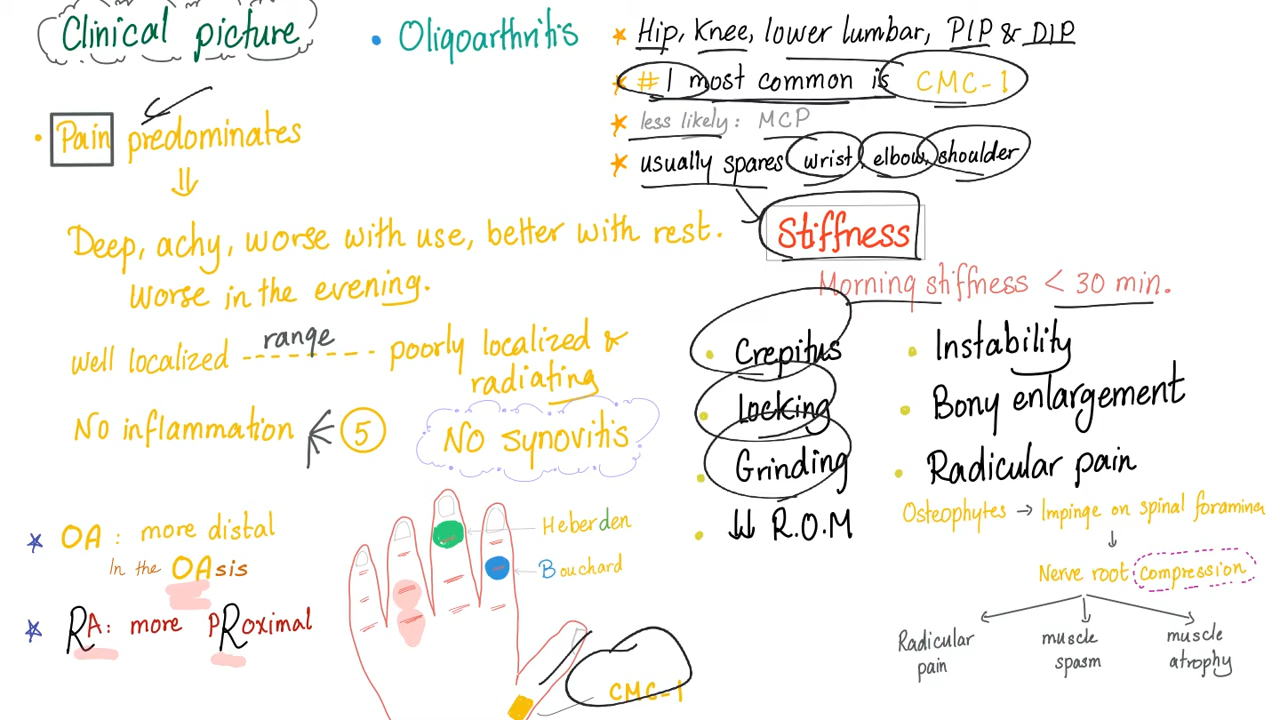 Clinical picture
• Oligoarthritis
* Hip, Knee, lower lumbar, PIP & DIP
* #1 most common is CMC-1
* less likely: MCP
* usually spares wrist, elbow, shoulder
• Pain predominates
⇓
Deep, achy, worse with use, better with rest.
Worse in the evening.
well localized range poorly localized &
radiating
No inflammation ⑤ No synovitis
Stiffness
Morning stiffness < 30 min.
• Crepitus
• Locking
• Grinding
• ↓↓ R.O.M
• Instability
• Bony enlargement
• Radicular pain
Osteophytes → Impinge on spinal foramina
↓
Nerve root compression
Radicular pain
muscle spasm
muscle atrophy
* OA: more distal
In the OAsis
* RA: more pRoximal
Heberden
Bouchard
CMC-1